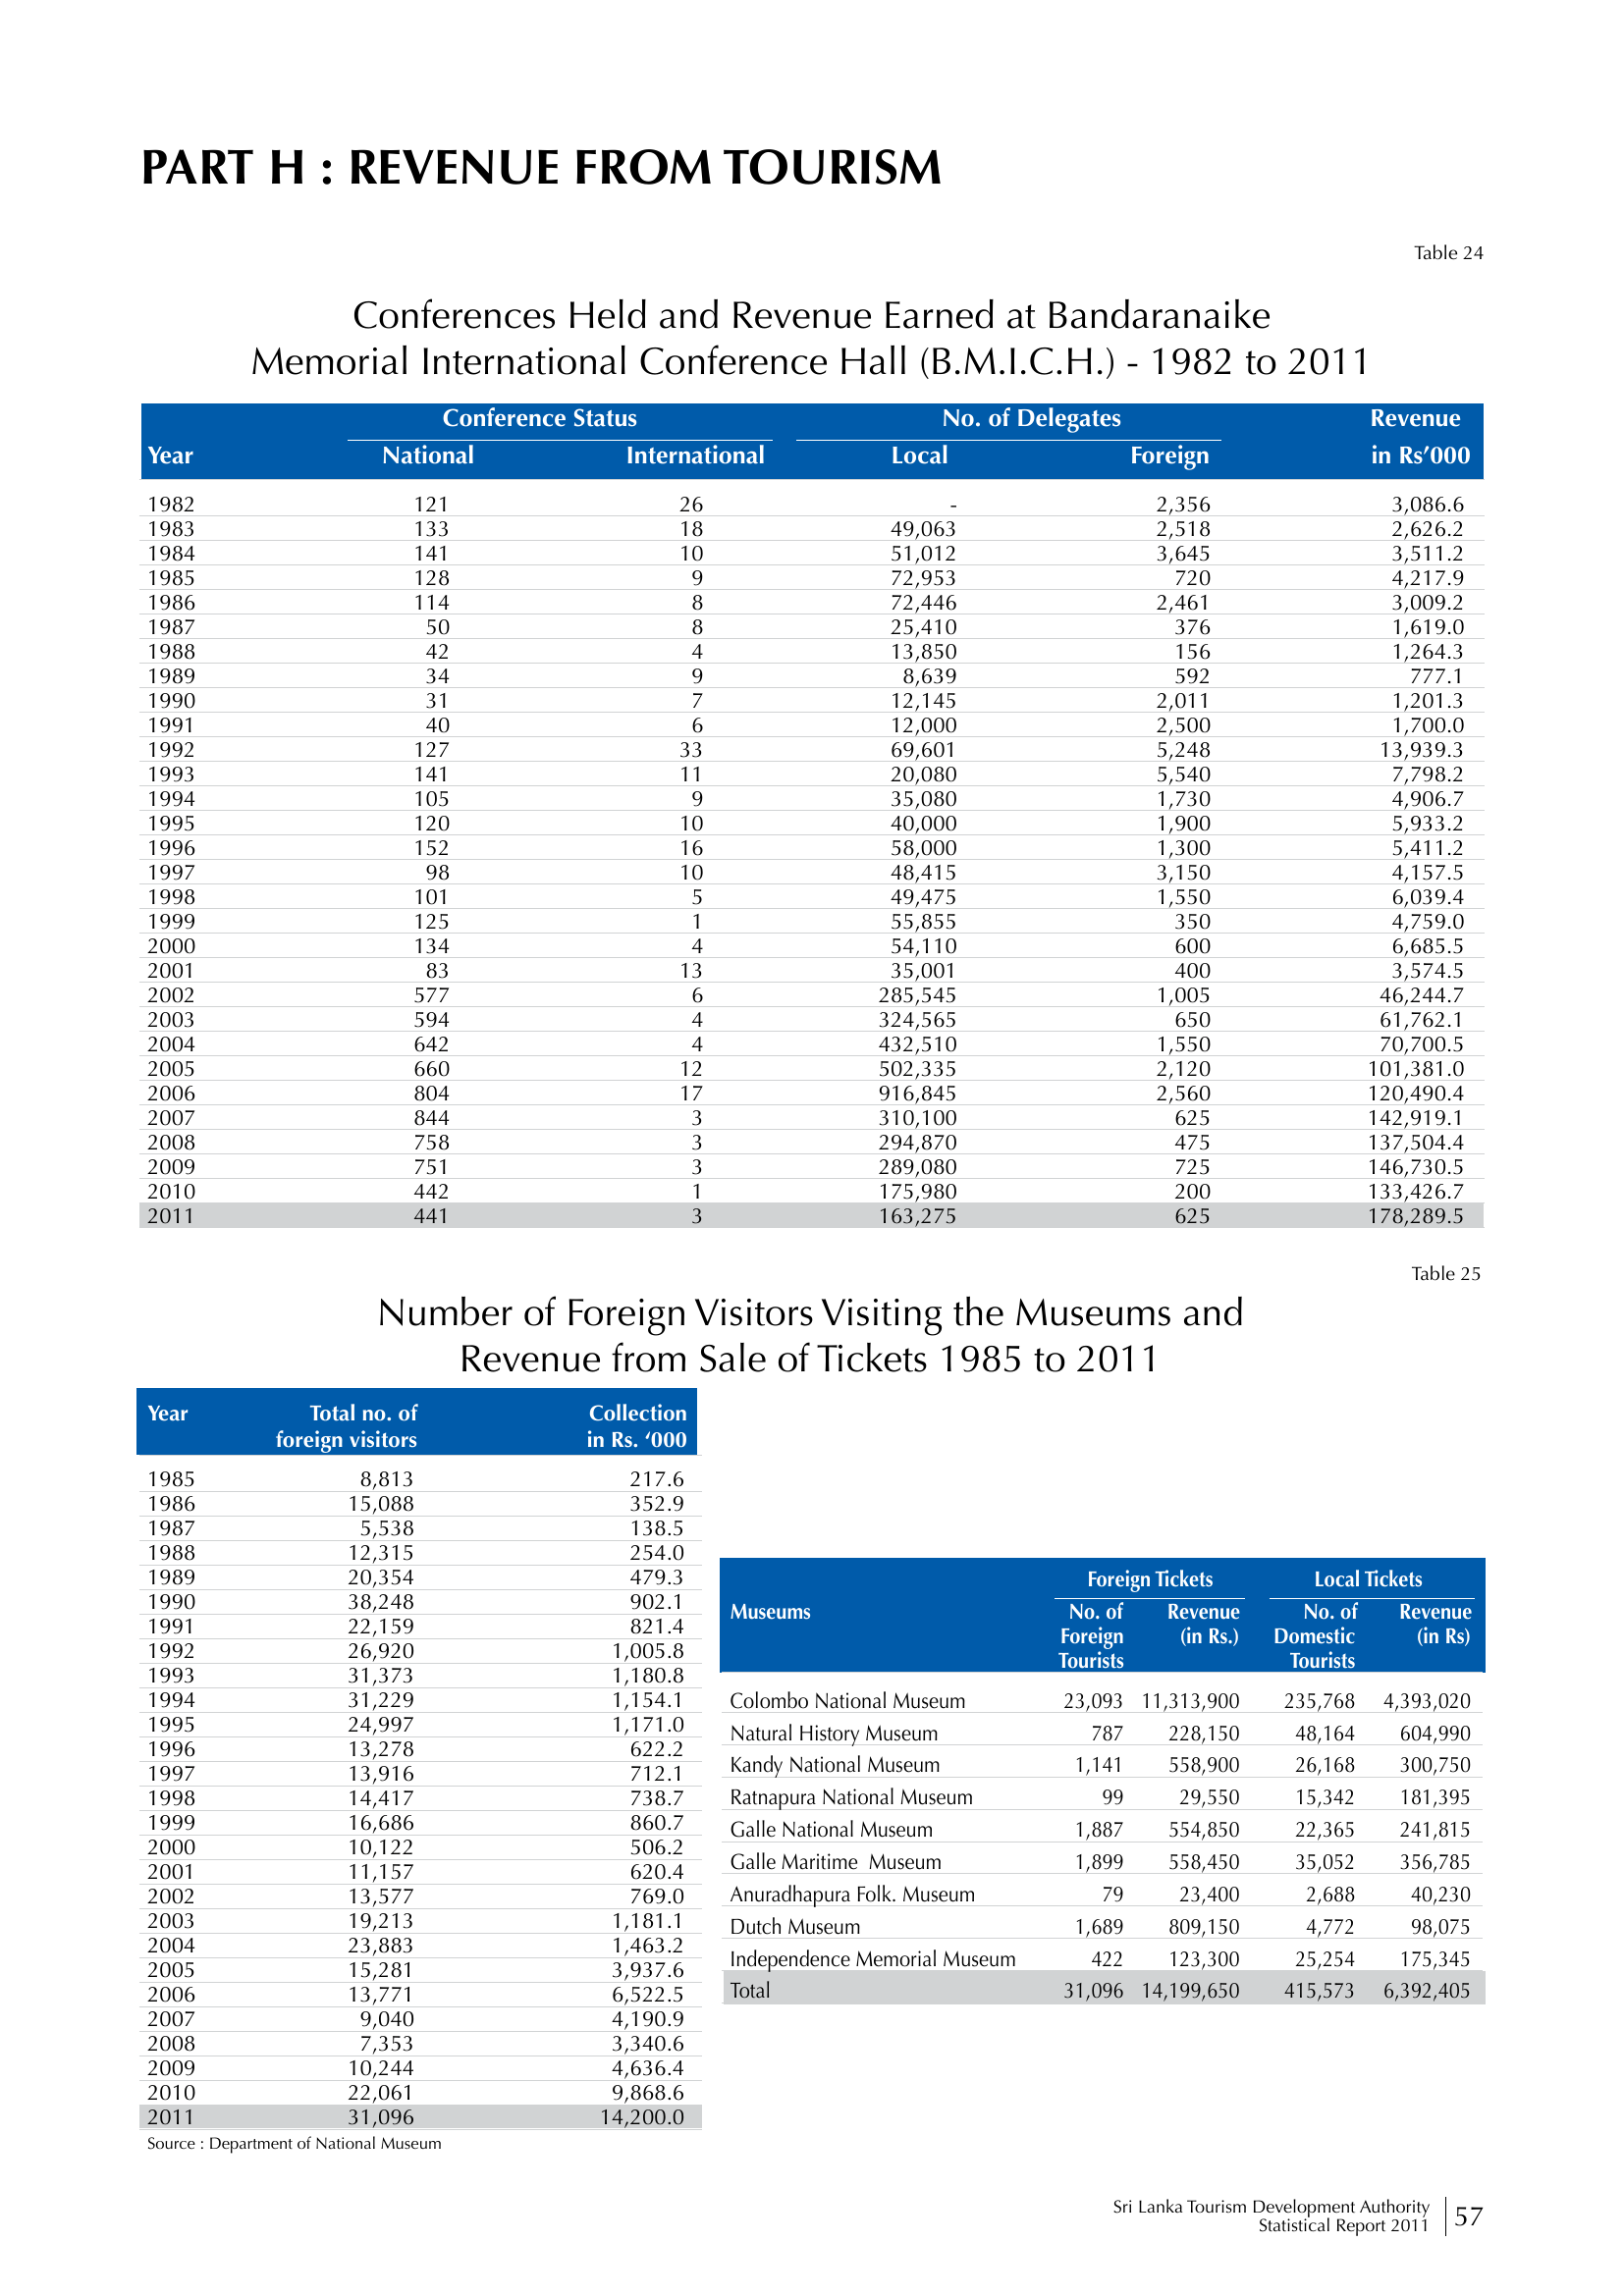 PART H : REVENUE FROM TOURISM
Table 24
Conferences Held and Revenue Earned at Bandaranaike
Memorial International Conference Hall (B.M.I.C.H.) - 1982 to 2011
Conference Status No. of Delegates Revenue
Year National International Local Foreign in Rs’000
1982 121 26 - 2,356 3,086.6
1983 133 18 49,063 2,518 2,626.2
1984 141 10 51,012 3,645 3,511.2
1985 128 9 72,953 720 4,217.9
1986 114 8 72,446 2,461 3,009.2
1987 50 8 25,410 376 1,619.0
1988 42 4 13,850 156 1,264.3
1989 34 9 8,639 592 777.1
1990 31 7 12,145 2,011 1,201.3
1991 40 6 12,000 2,500 1,700.0
1992 127 33 69,601 5,248 13,939.3
1993 141 11 20,080 5,540 7,798.2
1994 105 9 35,080 1,730 4,906.7
1995 120 10 40,000 1,900 5,933.2
1996 152 16 58,000 1,300 5,411.2
1997 98 10 48,415 3,150 4,157.5
1998 101 5 49,475 1,550 6,039.4
1999 125 1 55,855 350 4,759.0
2000 134 4 54,110 600 6,685.5
2001 83 13 35,001 400 3,574.5
2002 577 6 285,545 1,005 46,244.7
2003 594 4 324,565 650 61,762.1
2004 642 4 432,510 1,550 70,700.5
2005 660 12 502,335 2,120 101,381.0
2006 804 17 916,845 2,560 120,490.4
2007 844 3 310,100 625 142,919.1
2008 758 3 294,870 475 137,504.4
2009 751 3 289,080 725 146,730.5
2010 442 1 175,980 200 133,426.7
2011 441 3 163,275 625 178,289.5
Table 25
Number of Foreign Visitors Visiting the Museums and
Revenue from Sale of Tickets 1985 to 2011
Year Total no. of Collection
foreign visitors in Rs. ‘000
1985 8,813 217.6
1986 15,088 352.9
1987 5,538 138.5
1988 12,315 254.0
1989 20,354 479.3
1990 38,248 902.1
1991 22,159 821.4
1992 26,920 1,005.8
1993 31,373 1,180.8
1994 31,229 1,154.1
1995 24,997 1,171.0
1996 13,278 622.2
1997 13,916 712.1
1998 14,417 738.7
1999 16,686 860.7
2000 10,122 506.2
2001 11,157 620.4
2002 13,577 769.0
2003 19,213 1,181.1
2004 23,883 1,463.2
2005 15,281 3,937.6
2006 13,771 6,522.5
2007 9,040 4,190.9
2008 7,353 3,340.6
2009 10,244 4,636.4
2010 22,061 9,868.6
2011 31,096 14,200.0
Source : Department of National Museum
Foreign Tickets Local Tickets
Museums No. of Revenue No. of Revenue
Foreign (in Rs.) Domestic (in Rs)
Tourists Tourists
Colombo National Museum 23,093 11,313,900 235,768 4,393,020
Natural History Museum 787 228,150 48,164 604,990
Kandy National Museum 1,141 558,900 26,168 300,750
Ratnapura National Museum 99 29,550 15,342 181,395
Galle National Museum 1,887 554,850 22,365 241,815
Galle Maritime Museum 1,899 558,450 35,052 356,785
Anuradhapura Folk. Museum 79 23,400 2,688 40,230
Dutch Museum 1,689 809,150 4,772 98,075
Independence Memorial Museum 422 123,300 25,254 175,345
Total 31,096 14,199,650 415,573 6,392,405
Sri Lanka Tourism Development Authority
Statistical Report 2011
57